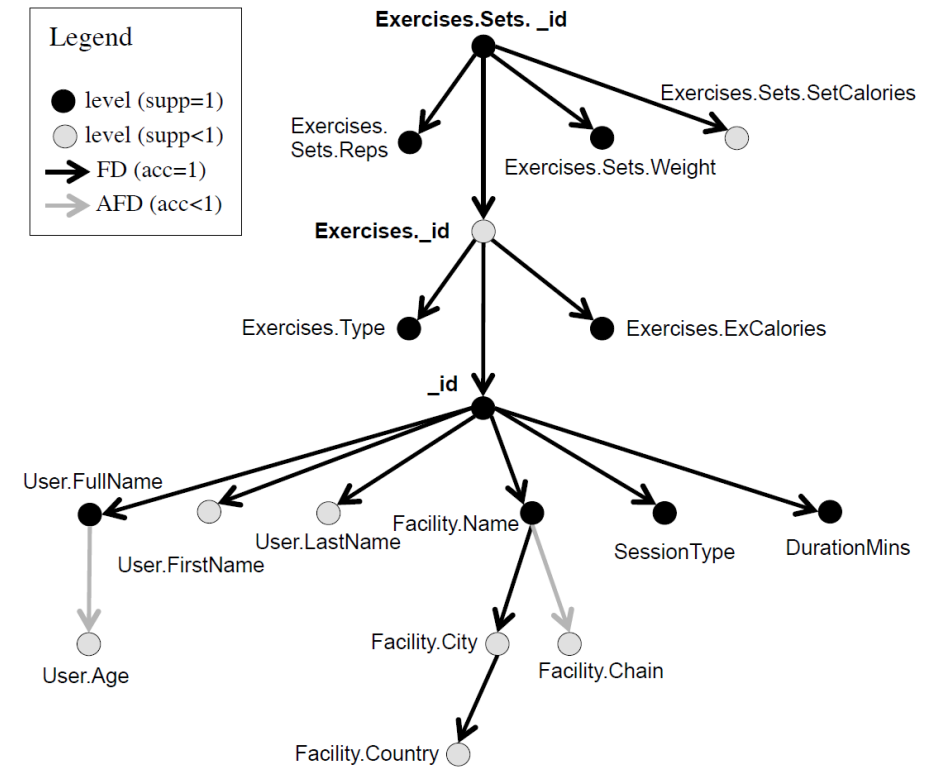 Exercises.Sets. _id
Legend
level (supp=1)
level (supp<1)
FD (acc=1)
AFD (acc<1)
Exercises.Sets.SetCalories
Exercises.
Sets.Reps
Exercises.Sets.Weight
Exercises._id
Exercises.Type
Exercises.ExCalories
_id
User.FullName
User.FirstName
User.LastName
Facility.Name
SessionType
DurationMins
User.Age
Facility.City
Facility.Chain
Facility.Country